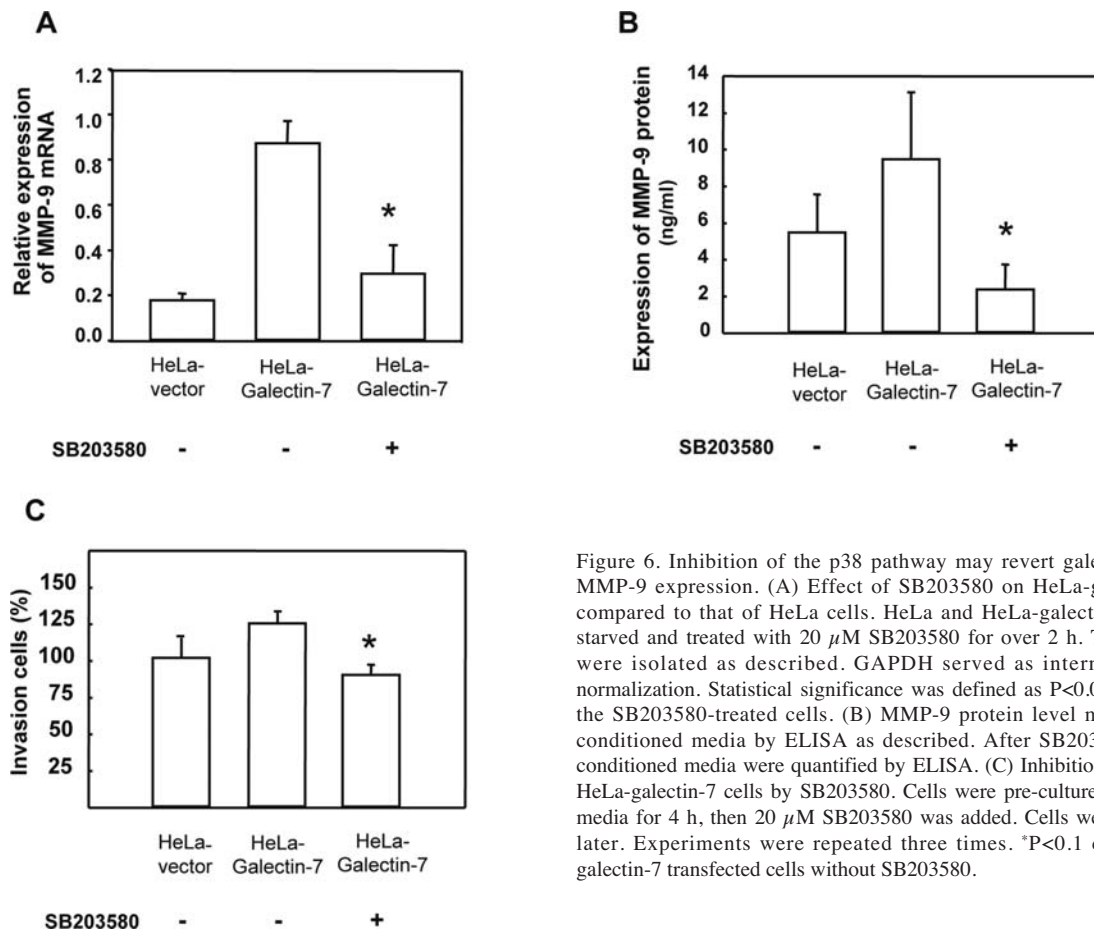 A
Relative expression
of MMP-9 mRNA
1.2
1.0
0.8
0.6
0.4
0.2
0.0
*
HeLa- HeLa- HeLa-
vector Galectin-7 Galectin-7
SB203580 - - +
B
Expression of MMP-9 protein
(ng/ml)
14
12
10
8
6
4
2
0
*
HeLa- HeLa- HeLa-
vector Galectin-7 Galectin-7
SB203580 - - +
C
Invasion cells (%)
150
125
100
75
50
25
*
HeLa- HeLa- HeLa-
vector Galectin-7 Galectin-7
SB203580 - - +
Figure 6. Inhibition of the p38 pathway may revert gale
MMP-9 expression. (A) Effect of SB203580 on HeLa-g
compared to that of HeLa cells. HeLa and HeLa-galect
starved and treated with 20 µM SB203580 for over 2 h. T
were isolated as described. GAPDH served as intern
normalization. Statistical significance was defined as P<0.0
the SB203580-treated cells. (B) MMP-9 protein level m
conditioned media by ELISA as described. After SB203
conditioned media were quantified by ELISA. (C) Inhibition
HeLa-galectin-7 cells by SB203580. Cells were pre-culture
media for 4 h, then 20 µM SB203580 was added. Cells we
later. Experiments were repeated three times. *P<0.1 c
galectin-7 transfected cells without SB203580.